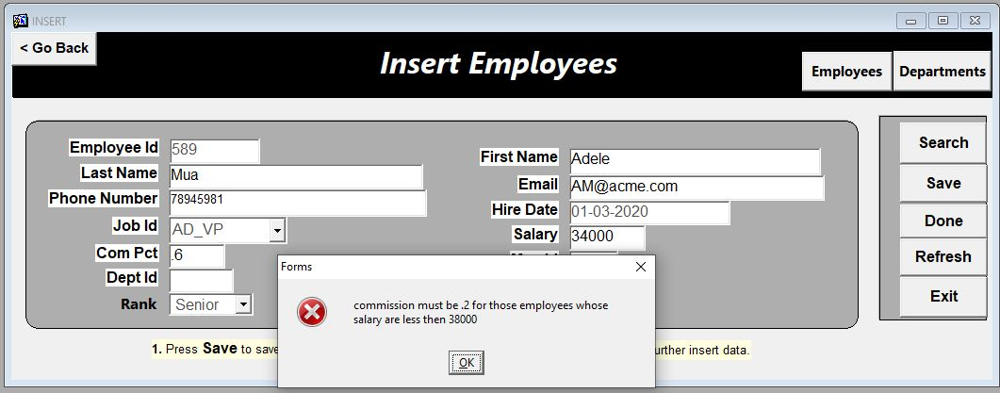 INSERT
< Go Back
Insert Employees
Employees
Departments
Employee Id 589
Last Name Mua
Phone Number 78945981
Job Id AD_VP
Com Pct .6
Dept Id
Rank Senior
First Name Adele
Email AM@acme.com
Hire Date 01-03-2020
Salary 34000
Search
Save
Done
Refresh
Exit
Forms
commission must be .2 for those employees whose
salary are less then 38000
OK
1. Press Save to save
urther insert data.